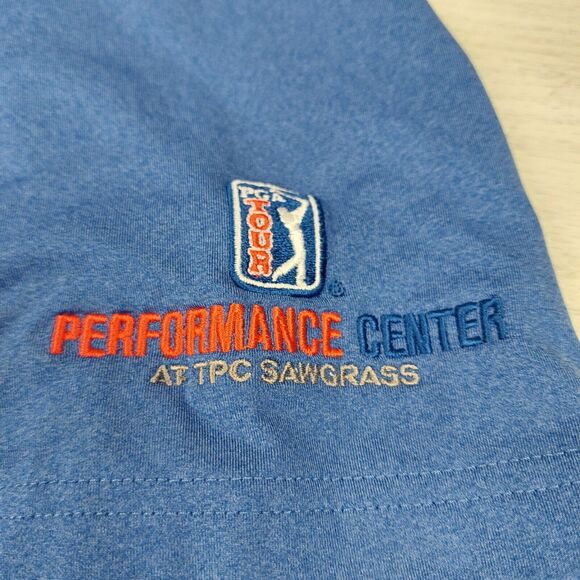 PGA
TOUR
®
PERFORMANCE CENTER
AT TPC SAWGRASS